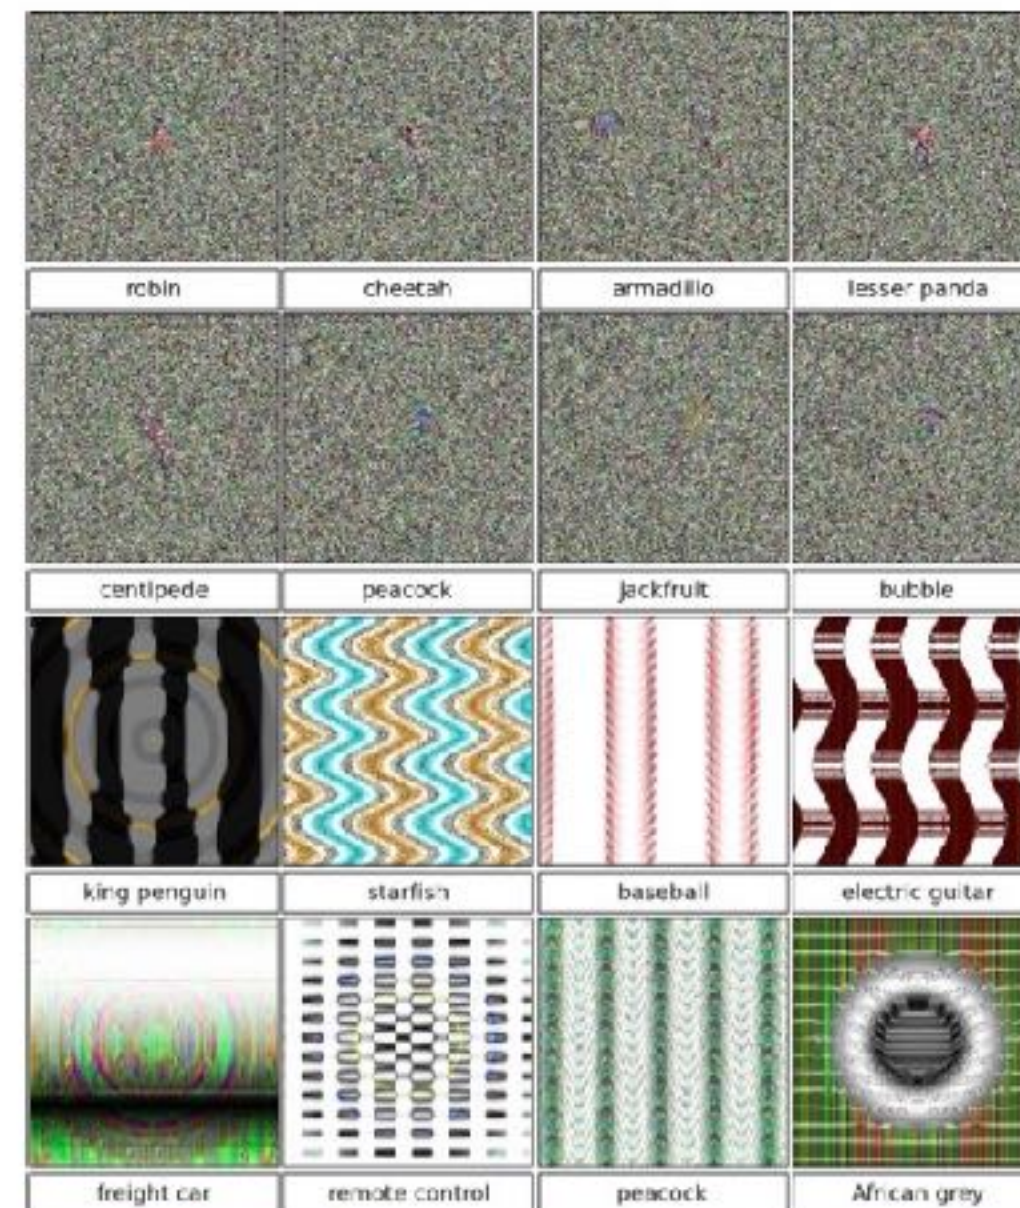 robin cheetah armadillo lesser panda
centipede peacock jackfruit bubble
king penguin starfish baseball electric guitar
freight car remote control peacock African grey